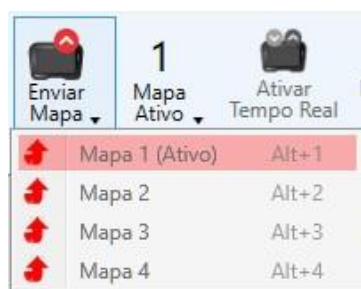 Enviar
Mapa
1
Mapa
Ativo
Ativar
Tempo Real
Mapa 1 (Ativo) Alt+1
Mapa 2 Alt+2
Mapa 3 Alt+3
Mapa 4 Alt+4